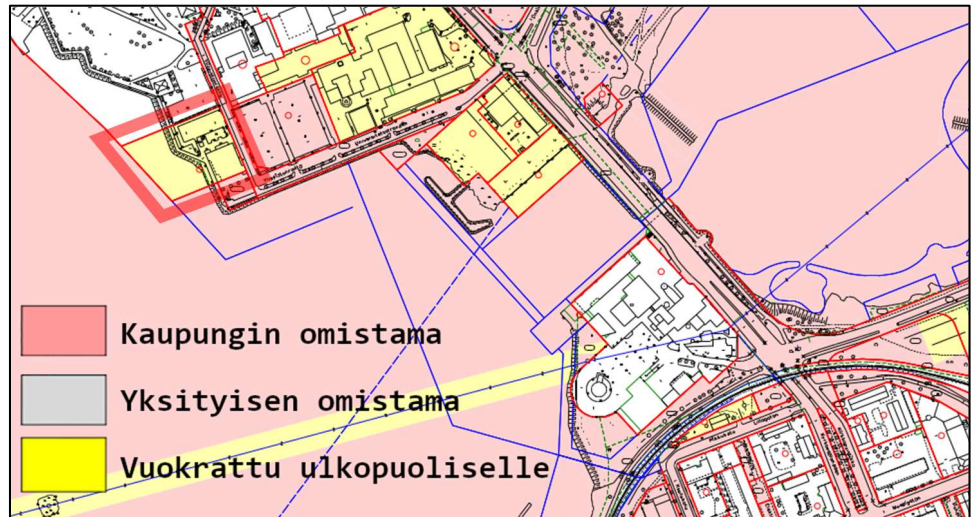 Kaupungin omistama
Yksityisen omistama
Vuokrattu ulkopuoliselle